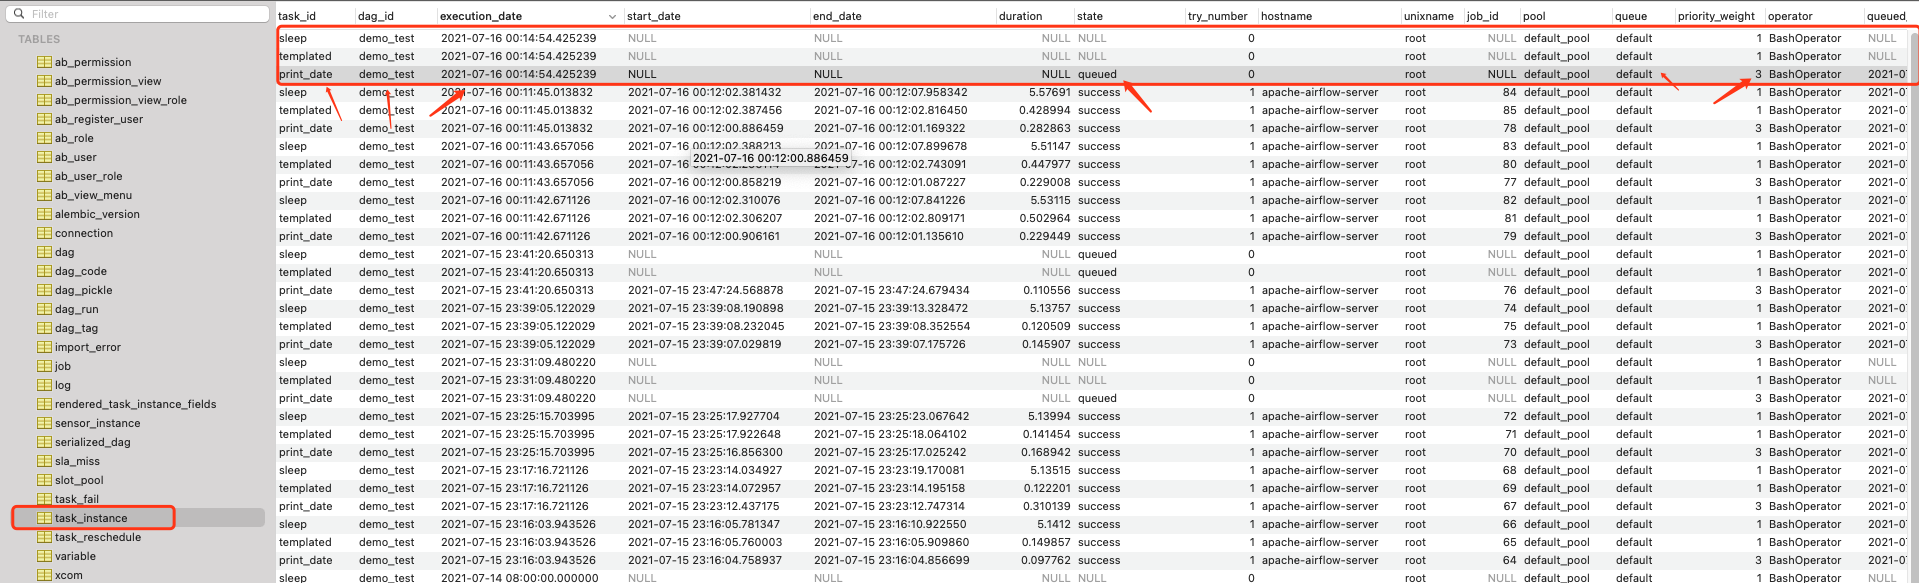 Filter
TABLES
ab_permission
ab_permission_view
ab_permission_view_role
ab_register_user
ab_role
ab_user
ab_user_role
ab_view_menu
alembic_version
connection
dag
dag_code
dag_pickle
dag_run
dag_tag
import_error
job
log
rendered_task_instance_fields
sensor_instance
serialized_dag
sla_miss
slot_pool
task_fail
task_instance
task_reschedule
variable
xcom
task_id dag_id execution_date start_date end_date duration state try_number hostname unixname job_id pool queue priority_weight operator queued_
sleep demo_test 2021-07-16 00:14:54.425239 NULL NULL NULL NULL 0 root NULL default_pool default 1 BashOperator NULL
templated demo_test 2021-07-16 00:14:54.425239 NULL NULL NULL NULL 0 root NULL default_pool default 1 BashOperator NULL
print_date demo_test 2021-07-16 00:14:54.425239 NULL NULL NULL queued 0 root NULL default_pool default 3 BashOperator 2021-0
sleep demo_test 2021-07-16 00:11:45.013832 2021-07-16 00:12:02.381432 2021-07-16 00:12:07.958342 5.57691 success 1 apache-airflow-server root 84 default_pool default 1 BashOperator 2021-0
templated demo_test 2021-07-16 00:11:45.013832 2021-07-16 00:12:02.387456 2021-07-16 00:12:02.816450 0.428994 success 1 apache-airflow-server root 85 default_pool default 1 BashOperator 2021-0
print_date demo_test 2021-07-16 00:11:45.013832 2021-07-16 00:12:00.886459 2021-07-16 00:12:01.169322 0.282863 success 1 apache-airflow-server root 78 default_pool default 3 BashOperator 2021-0
sleep demo_test 2021-07-16 00:11:43.657056 2021-07-16 00:12:02.388213 2021-07-16 00:12:07.899678 5.51147 success 1 apache-airflow-server root 83 default_pool default 1 BashOperator 2021-0
2021-07-16 00:12:00.886459
templated demo_test 2021-07-16 00:11:43.657056 2021-07-16 2021-07-16 00:12:02.743091 0.447977 success 1 apache-airflow-server root 80 default_pool default 1 BashOperator 2021-0
print_date demo_test 2021-07-16 00:11:43.657056 2021-07-16 00:12:00.858219 2021-07-16 00:12:01.087227 0.229008 success 1 apache-airflow-server root 77 default_pool default 3 BashOperator 2021-0
sleep demo_test 2021-07-16 00:11:42.671126 2021-07-16 00:12:02.310076 2021-07-16 00:12:07.841226 5.53115 success 1 apache-airflow-server root 82 default_pool default 1 BashOperator 2021-0
templated demo_test 2021-07-16 00:11:42.671126 2021-07-16 00:12:02.306207 2021-07-16 00:12:02.809171 0.502964 success 1 apache-airflow-server root 81 default_pool default 1 BashOperator 2021-0
print_date demo_test 2021-07-16 00:11:42.671126 2021-07-16 00:12:00.906161 2021-07-16 00:12:01.135610 0.229449 success 1 apache-airflow-server root 79 default_pool default 3 BashOperator 2021-0
sleep demo_test 2021-07-15 23:41:20.650313 NULL NULL NULL queued 0 root NULL default_pool default 1 BashOperator 2021-0
templated demo_test 2021-07-15 23:41:20.650313 NULL NULL NULL queued 0 root NULL default_pool default 1 BashOperator 2021-0
print_date demo_test 2021-07-15 23:41:20.650313 2021-07-15 23:47:24.568878 2021-07-15 23:47:24.679434 0.110556 success 1 apache-airflow-server root 76 default_pool default 3 BashOperator 2021-0
sleep demo_test 2021-07-15 23:39:05.122029 2021-07-15 23:39:08.190898 2021-07-15 23:39:13.328472 5.13757 success 1 apache-airflow-server root 74 default_pool default 1 BashOperator 2021-0
templated demo_test 2021-07-15 23:39:05.122029 2021-07-15 23:39:08.232045 2021-07-15 23:39:08.352554 0.120509 success 1 apache-airflow-server root 75 default_pool default 1 BashOperator 2021-0
print_date demo_test 2021-07-15 23:39:05.122029 2021-07-15 23:39:07.029819 2021-07-15 23:39:07.175726 0.145907 success 1 apache-airflow-server root 73 default_pool default 3 BashOperator 2021-0
sleep demo_test 2021-07-15 23:31:09.480220 NULL NULL NULL NULL 0 root NULL default_pool default 1 BashOperator NULL
templated demo_test 2021-07-15 23:31:09.480220 NULL NULL NULL NULL 0 root NULL default_pool default 1 BashOperator NULL
print_date demo_test 2021-07-15 23:31:09.480220 NULL NULL NULL queued 0 root NULL default_pool default 3 BashOperator 2021-0
sleep demo_test 2021-07-15 23:25:15.703995 2021-07-15 23:25:17.927704 2021-07-15 23:25:23.067642 5.13994 success 1 apache-airflow-server root 72 default_pool default 1 BashOperator 2021-0
templated demo_test 2021-07-15 23:25:15.703995 2021-07-15 23:25:17.922648 2021-07-15 23:25:18.064102 0.141454 success 1 apache-airflow-server root 71 default_pool default 1 BashOperator 2021-0
print_date demo_test 2021-07-15 23:25:15.703995 2021-07-15 23:25:16.856300 2021-07-15 23:25:17.025242 0.168942 success 1 apache-airflow-server root 70 default_pool default 3 BashOperator 2021-0
sleep demo_test 2021-07-15 23:17:16.721126 2021-07-15 23:23:14.034927 2021-07-15 23:23:19.170081 5.13515 success 1 apache-airflow-server root 68 default_pool default 1 BashOperator 2021-0
templated demo_test 2021-07-15 23:17:16.721126 2021-07-15 23:23:14.072957 2021-07-15 23:23:14.195158 0.122201 success 1 apache-airflow-server root 69 default_pool default 1 BashOperator 2021-0
print_date demo_test 2021-07-15 23:17:16.721126 2021-07-15 23:23:12.437175 2021-07-15 23:23:12.747314 0.310139 success 1 apache-airflow-server root 67 default_pool default 3 BashOperator 2021-0
sleep demo_test 2021-07-15 23:16:03.943526 2021-07-15 23:16:05.781347 2021-07-15 23:16:10.922550 5.1412 success 1 apache-airflow-server root 66 default_pool default 1 BashOperator 2021-0
templated demo_test 2021-07-15 23:16:03.943526 2021-07-15 23:16:05.760003 2021-07-15 23:16:05.909860 0.149857 success 1 apache-airflow-server root 65 default_pool default 1 BashOperator 2021-0
print_date demo_test 2021-07-15 23:16:03.943526 2021-07-15 23:16:04.758937 2021-07-15 23:16:04.856699 0.097762 success 1 apache-airflow-server root 64 default_pool default 3 BashOperator 2021-0
sleep demo_test 2021-07-14 08:00:00.000000 NULL NULL NULL NULL 0 root NULL default_pool default 1 BashOperator NULL